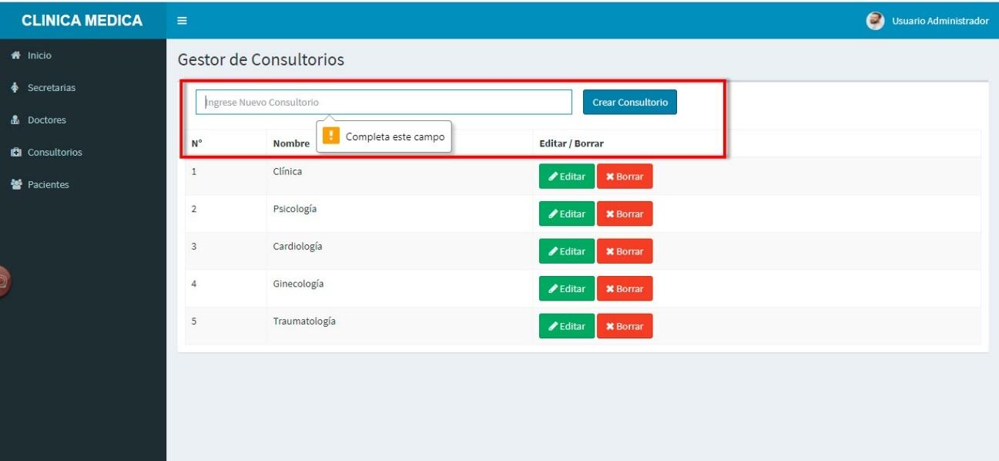 CLINICA MEDICA
Usuario Administrador
Inicio
Secretarias
Doctores
Consultorios
Pacientes
Gestor de Consultorios
Ingrese Nuevo Consultorio Crear Consultorio
Completa este campo
N° Nombre Editar / Borrar
1 Clínica Editar Borrar
2 Psicología Editar Borrar
3 Cardiología Editar Borrar
4 Ginecología Editar Borrar
5 Traumatología Editar Borrar